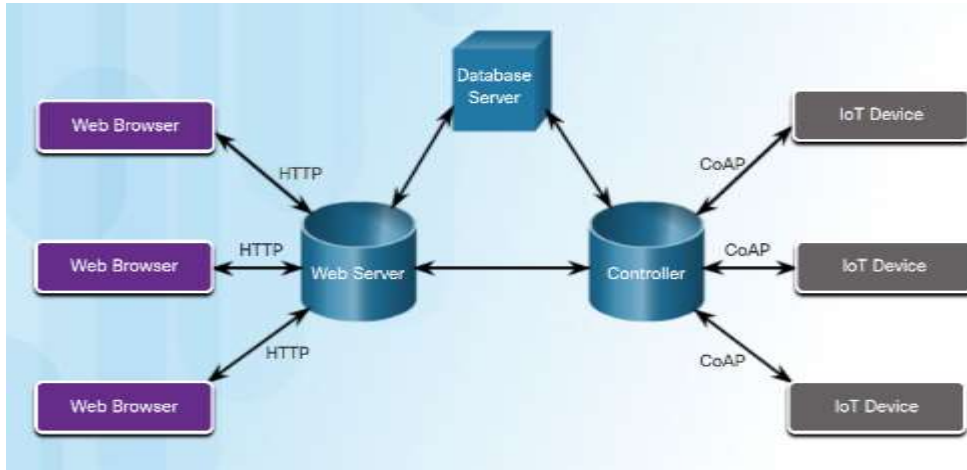 Database
Server
Web Browser
IoT Device
HTTP
CoAP
Web Browser
HTTP
Web Server
Controller
CoAP
IoT Device
HTTP
CoAP
Web Browser
IoT Device